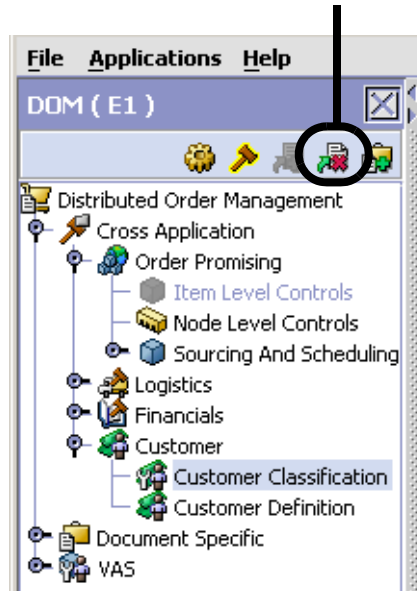 File Applications Help
DOM ( E1 )
Distributed Order Management
Cross Application
Order Promising
Item Level Controls
Node Level Controls
Sourcing And Scheduling
Logistics
Financials
Customer
Customer Classification
Customer Definition
Document Specific
VAS